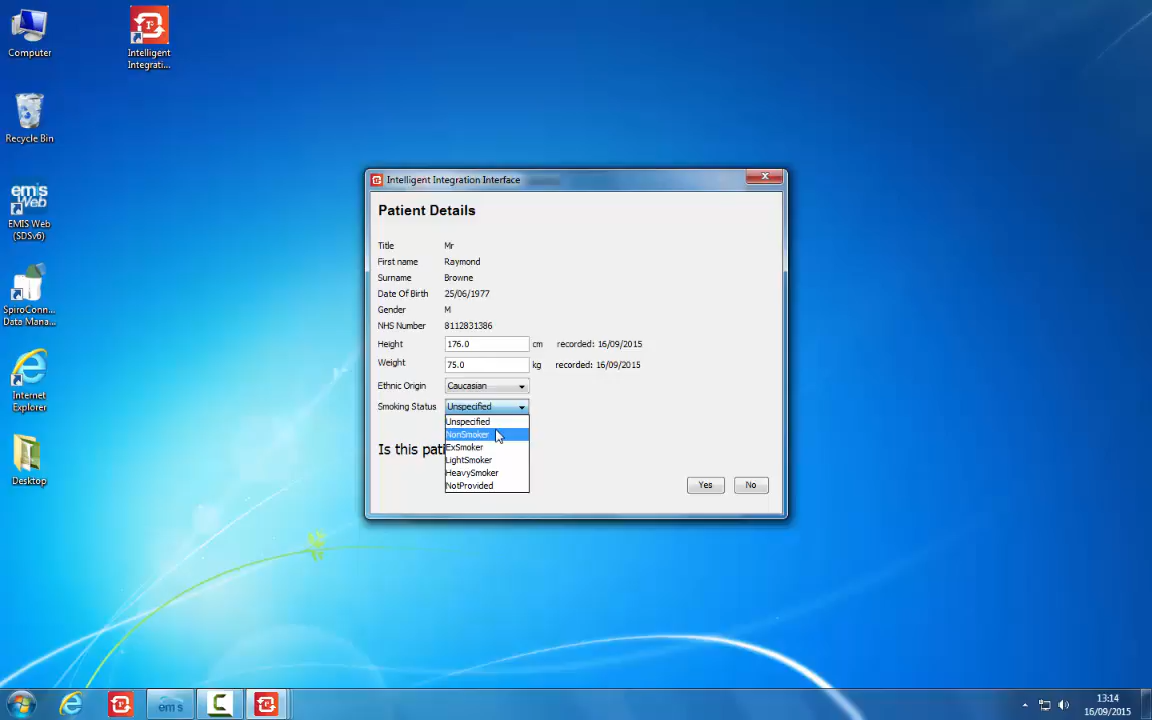 Computer
Intelligent
Integrati...
Recycle Bin
emis
Web
EMIS Web
(SDSv6)
SpiroConn...
Data Mana...
Internet
Explorer
Desktop
Intelligent Integration Interface
Patient Details
Title Mr
First name Raymond
Surname Browne
Date Of Birth 25/06/1977
Gender M
NHS Number 8112831386
Height 176.0 cm recorded: 16/09/2015
Weight 75.0 kg recorded: 16/09/2015
Ethnic Origin Caucasian
Smoking Status Unspecified
Unspecified
NonSmoker
Is this pati
ExSmoker
LightSmoker
HeavySmoker
NotProvided
Yes No
ems
13:14
16/09/2015